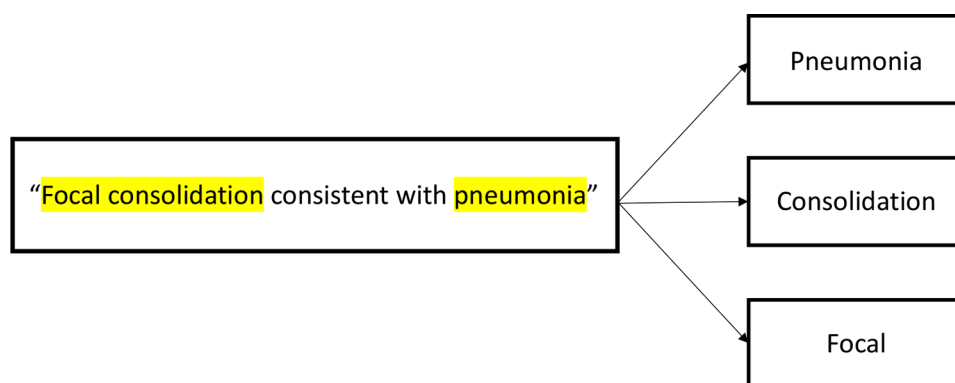 “Focal consolidation consistent with pneumonia”
Pneumonia
Consolidation
Focal